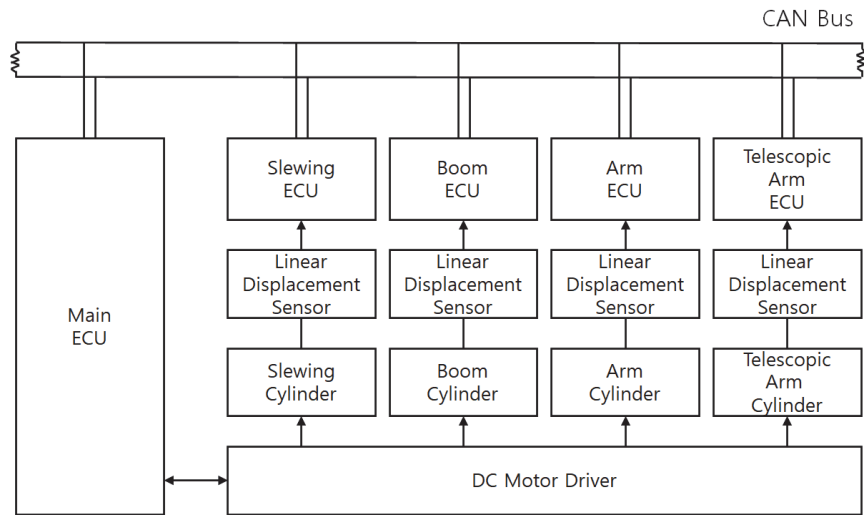 CAN Bus
Main
ECU
Slewing
ECU
Boom
ECU
Arm
ECU
Telescopic
Arm
ECU
Linear
Displacement
Sensor
Linear
Displacement
Sensor
Linear
Displacement
Sensor
Linear
Displacement
Sensor
Slewing
Cylinder
Boom
Cylinder
Arm
Cylinder
Telescopic
Arm
Cylinder
DC Motor Driver